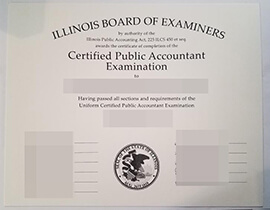 ILLINOIS BOARD OF EXAMINERS
by authority of the
Illinois Public Accounting Act, 225 ILCS 450 et seq.
awards the certificate of completion of the
Certified Public Accountant
Examination
to
Having passed all sections and requirements of the
Uniform Certified Public Accountant Examination